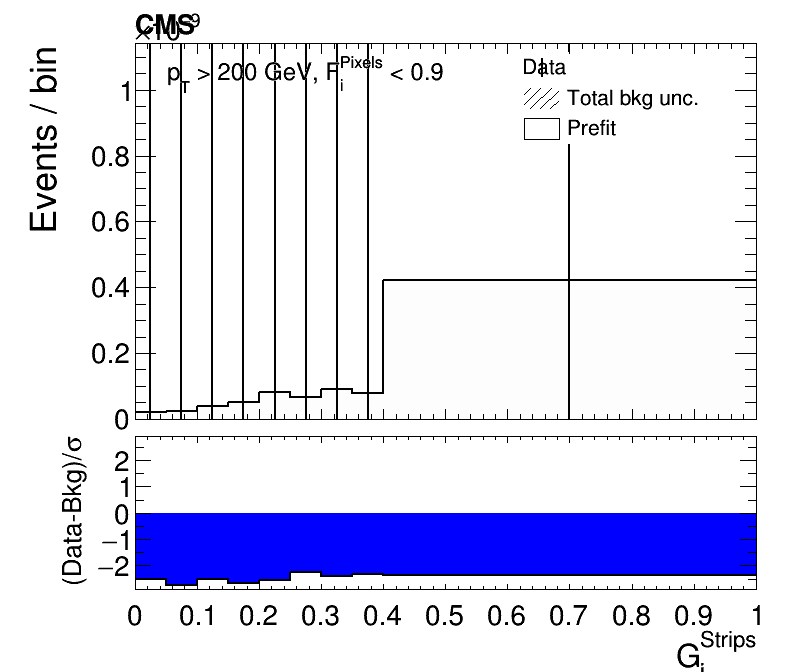 CMS
×10⁹
p_T > 200 GeV, F_i^Pixels < 0.9
Data
Total bkg unc.
Prefit
Events / bin
1
0.8
0.6
0.4
0.2
0
(Data-Bkg)/σ
2
1
0
−1
−2
0 0.1 0.2 0.3 0.4 0.5 0.6 0.7 0.8 0.9 1
G_i^Strips